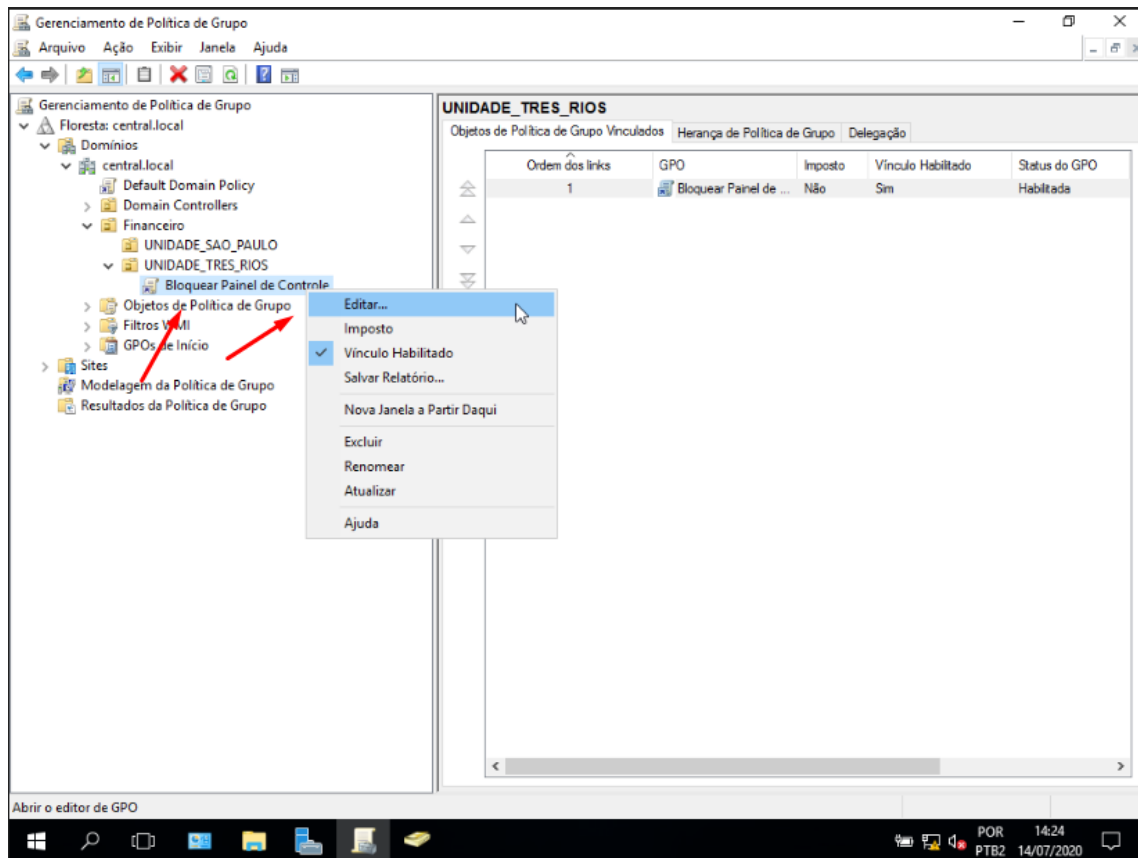 Gerenciamento de Política de Grupo
Arquivo Ação Exibir Janela Ajuda
Gerenciamento de Política de Grupo
Floresta: central.local
Domínios
central.local
Default Domain Policy
Domain Controllers
Financeiro
UNIDADE_SAO_PAULO
UNIDADE_TRES_RIOS
Bloquear Painel de Controle
Objetos de Política de Grupo
Filtros WMI
GPOs de Início
Sites
Modelagem da Política de Grupo
Resultados da Política de Grupo
Editar...
Imposto
Vínculo Habilitado
Salvar Relatório...
Nova Janela a Partir Daqui
Excluir
Renomear
Atualizar
Ajuda
UNIDADE_TRES_RIOS
Objetos de Política de Grupo Vinculados Herança de Política de Grupo Delegação
Ordem dos links GPO Imposto Vínculo Habilitado Status do GPO
1 Bloquear Painel de ... Não Sim Habilitada
Abrir o editor de GPO
POR 14:24
PTB2 14/07/2020